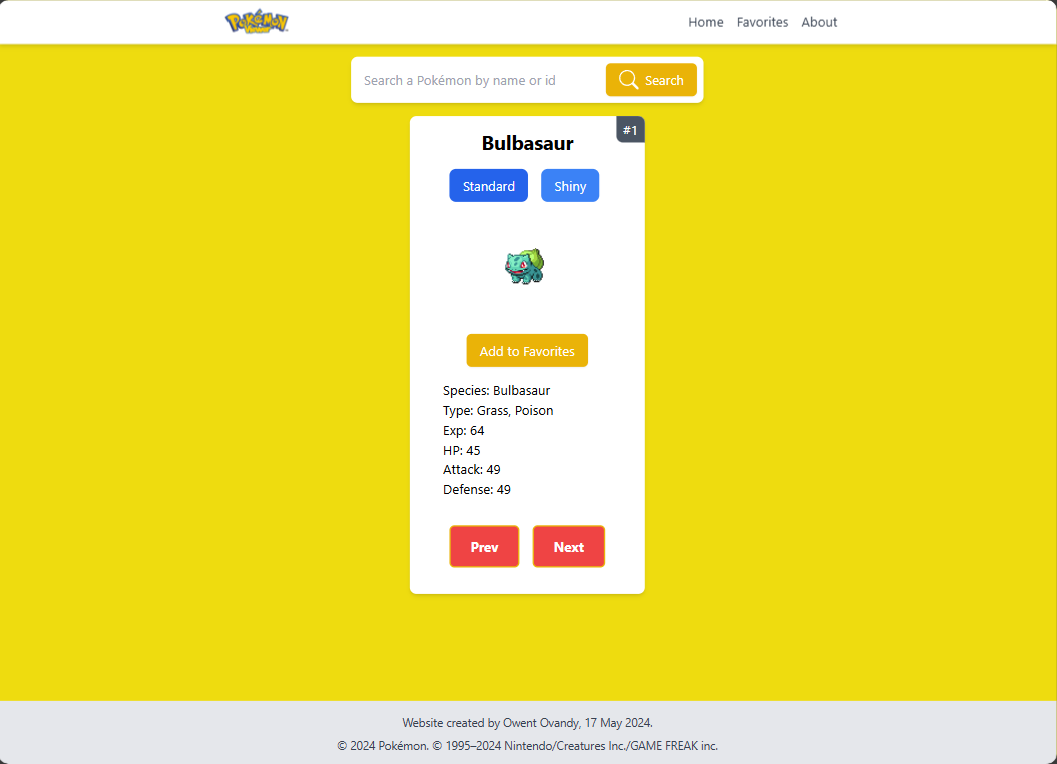 Pokémon
Home Favorites About
Search a Pokémon by name or id
Search
#1
Bulbasaur
Standard Shiny
Add to Favorites
Species: Bulbasaur
Type: Grass, Poison
Exp: 64
HP: 45
Attack: 49
Defense: 49
Prev Next
Website created by Owent Ovandy, 17 May 2024.
© 2024 Pokémon. © 1995–2024 Nintendo/Creatures Inc./GAME FREAK inc.